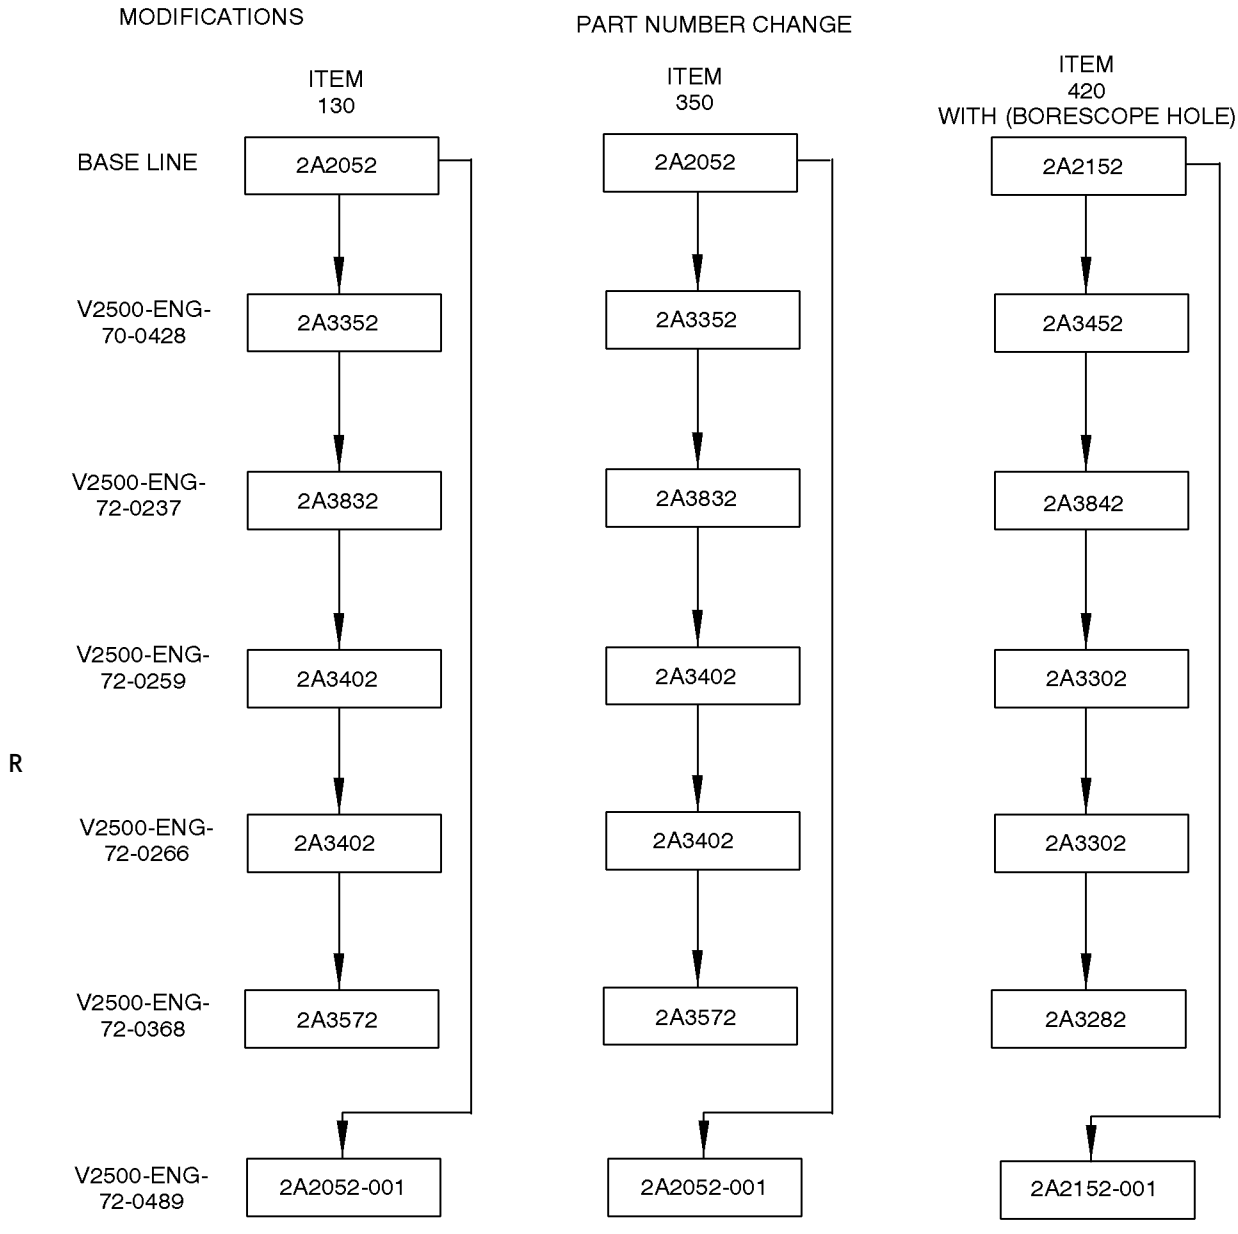 MODIFICATIONS
PART NUMBER CHANGE
ITEM
130
ITEM
350
ITEM
420
WITH (BORESCOPE HOLE)
BASE LINE
2A2052
2A2052
2A2152
V2500-ENG-
70-0428
2A3352
2A3352
2A3452
V2500-ENG-
72-0237
2A3832
2A3832
2A3842
V2500-ENG-
72-0259
2A3402
2A3402
2A3302
R
V2500-ENG-
72-0266
2A3402
2A3402
2A3302
V2500-ENG-
72-0368
2A3572
2A3572
2A3282
V2500-ENG-
72-0489
2A2052-001
2A2052-001
2A2152-001